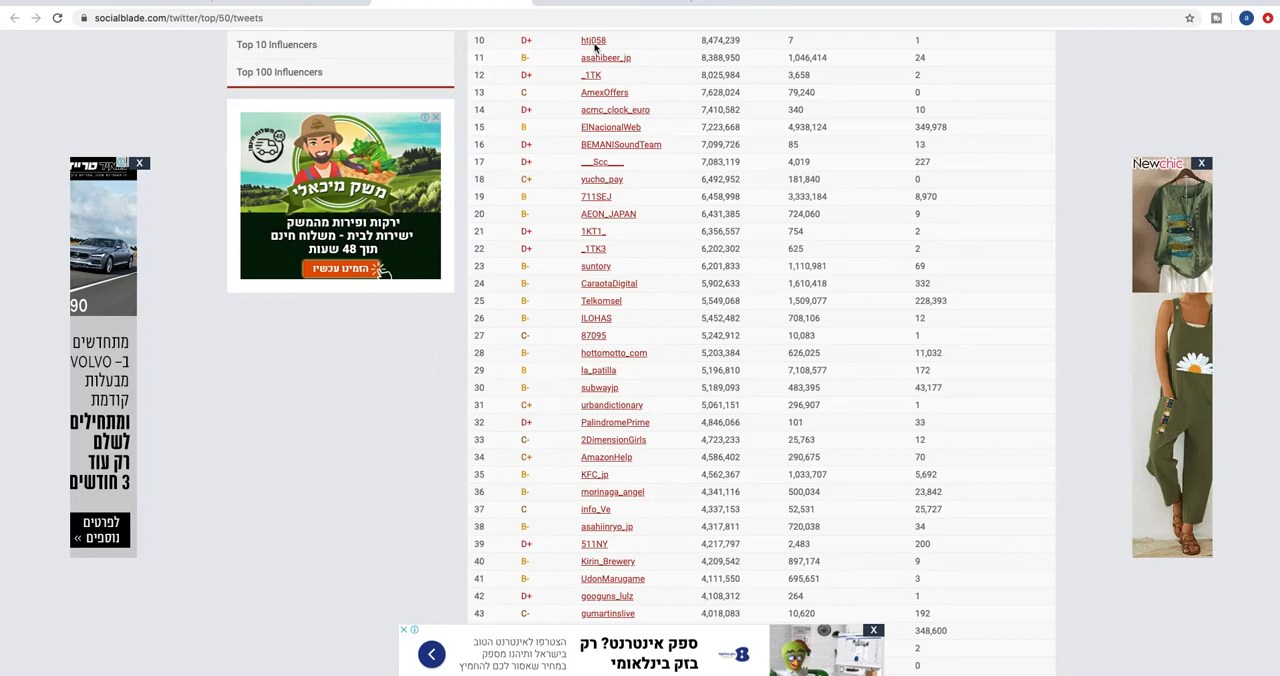 socialblade.com/twitter/top/50/tweets
a
Top 10 Influencers
Top 100 Influencers
משק מיכאלי
ירקות ופירות מהמשק
ישירות לבית - משלוח חינם
תוך 48 שעות
הזמינו עכשיו
X
90
מתחדשים
ב– VOLVO
מבעלות
קודמת
ומתחילים
לשלם
רק עוד
3 חודשים
לפרטים
נוספים »
10 D+ htj058 8,474,239 7 1
11 B- asahibeer_jp 8,388,950 1,046,414 24
12 D+ _1TK 8,025,984 3,658 2
13 C AmexOffers 7,628,024 79,240 0
14 D+ acmc_clock_euro 7,410,582 340 10
15 B ElNacionalWeb 7,223,668 4,938,124 349,978
16 D+ BEMANISoundTeam 7,099,726 85 13
17 D+ ___Scc____ 7,083,119 4,019 227
18 C+ yucho_pay 6,492,952 181,840 0
19 B 711SEJ 6,458,998 3,333,184 8,970
20 B- AEON_JAPAN 6,431,385 724,060 9
21 D+ 1KT1_ 6,356,557 754 2
22 D+ _1TK3 6,202,302 625 2
23 B- suntory 6,201,833 1,110,981 69
24 B- CaraotaDigital 5,902,633 1,610,418 332
25 B- Telkomsel 5,549,068 1,509,077 228,393
26 B- ILOHAS 5,452,482 708,106 12
27 C- 87095 5,242,912 10,083 1
28 B- hottomotto_com 5,203,384 626,025 11,032
29 B la_patilla 5,196,810 7,108,577 172
30 B- subwayjp 5,189,093 483,395 43,177
31 C+ urbandictionary 5,061,151 296,907 1
32 D+ PalindromePrime 4,846,066 101 33
33 C- 2DimensionGirls 4,723,233 25,763 12
34 C+ AmazonHelp 4,586,402 290,675 70
35 B- KFC_jp 4,562,367 1,033,707 5,692
36 B- morinaga_angel 4,341,116 500,034 23,842
37 C info_Ve 4,337,153 52,531 25,727
38 B- asahiinryo_jp 4,317,811 720,038 34
39 D+ 511NY 4,217,797 2,483 200
40 B- Kirin_Brewery 4,209,542 897,174 9
41 B- UdonMarugame 4,111,550 695,651 3
42 D+ googuns_lulz 4,108,312 264 1
43 C- gumartinslive 4,018,083 10,620 192
348,600
2
0
Newchic
X
הצטרפו לאינטרנט הטוב
בישראל ותיהנו מספק
במחיר שאסור לכם להחמיץ
ספק אינטרנט? רק
בזק בינלאומי
X